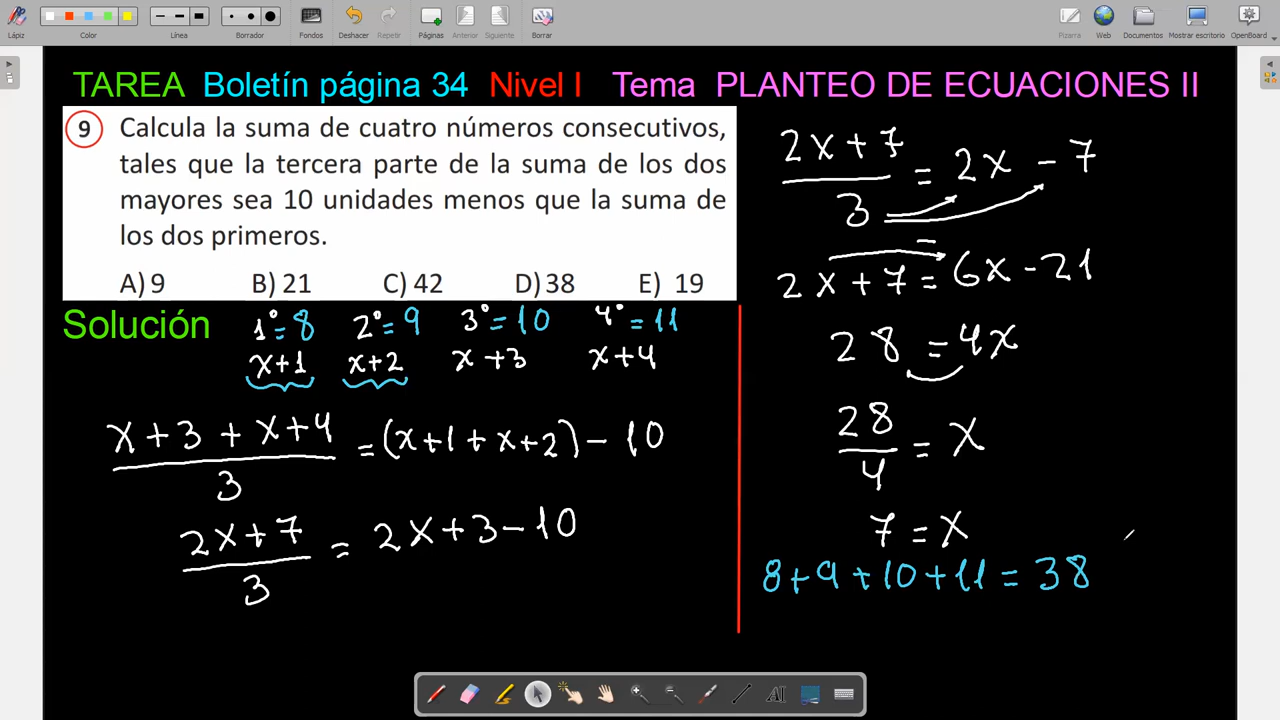 Lápiz Color Línea Borrador Fondos Deshacer Repetir Páginas Anterior Siguiente Borrar Pizarra Web Documentos Mostrar escritorio OpenBoard
TAREA Boletín página 34 Nivel I Tema PLANTEO DE ECUACIONES II
9 Calcula la suma de cuatro números consecutivos,
tales que la tercera parte de la suma de los dos
mayores sea 10 unidades menos que la suma de
los dos primeros.
A) 9 B) 21 C) 42 D) 38 E) 19
Solución
1°=8 2°=9 3°=10 4°=11
x+1 x+2 x+3 x+4
x+3+x+4
3
=(x+1+x+2)-10
2x+7
3
= 2x+3-10
2x+7
3
= 2x-7
2x+7=6x-21
28=4x
28
4
=x
7=x
8+9+10+11=38
AI